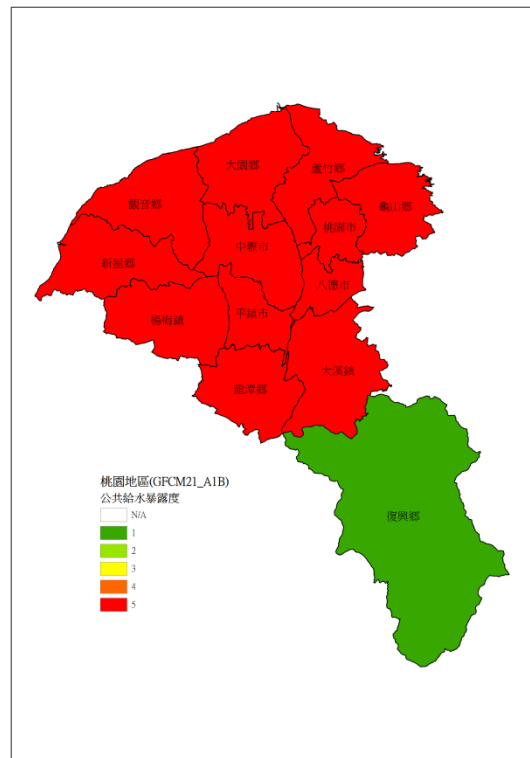 大園鄉
蘆竹鄉
觀音鄉
龜山鄉
桃園市
中壢市
新屋鄉
八德市
楊梅鎮
平鎮市
大溪鎮
龍潭鄉
桃園地區(GFCM21_A1B)
公共給水暴露度
N/A
1
2
3
4
5
復興鄉